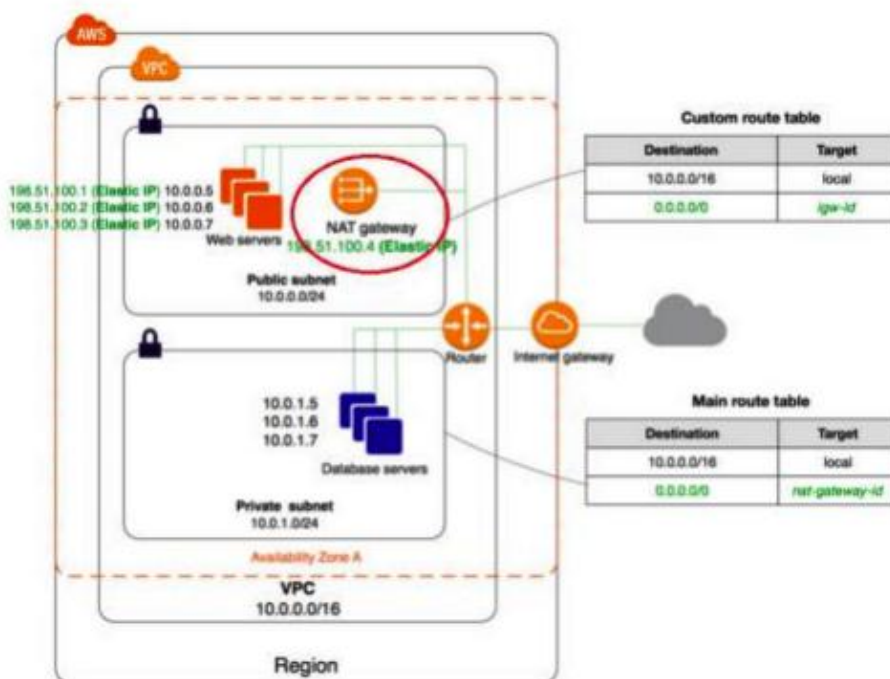 AWS
VPC
Custom route table
Destination Target
10.0.0.0/16 local
0.0.0.0/0 igw-id
198.51.100.1 (Elastic IP) 10.0.0.5
198.51.100.2 (Elastic IP) 10.0.0.6
198.51.100.3 (Elastic IP) 10.0.0.7
Web servers
NAT gateway
198.51.100.4 (Elastic IP)
Public subnet
10.0.0.0/24
Router
Internet gateway
10.0.1.5
10.0.1.6
10.0.1.7
Database servers
Private subnet
10.0.1.0/24
Main route table
Destination Target
10.0.0.0/16 local
0.0.0.0/0 nat-gateway-id
Availability Zone A
VPC
10.0.0.0/16
Region